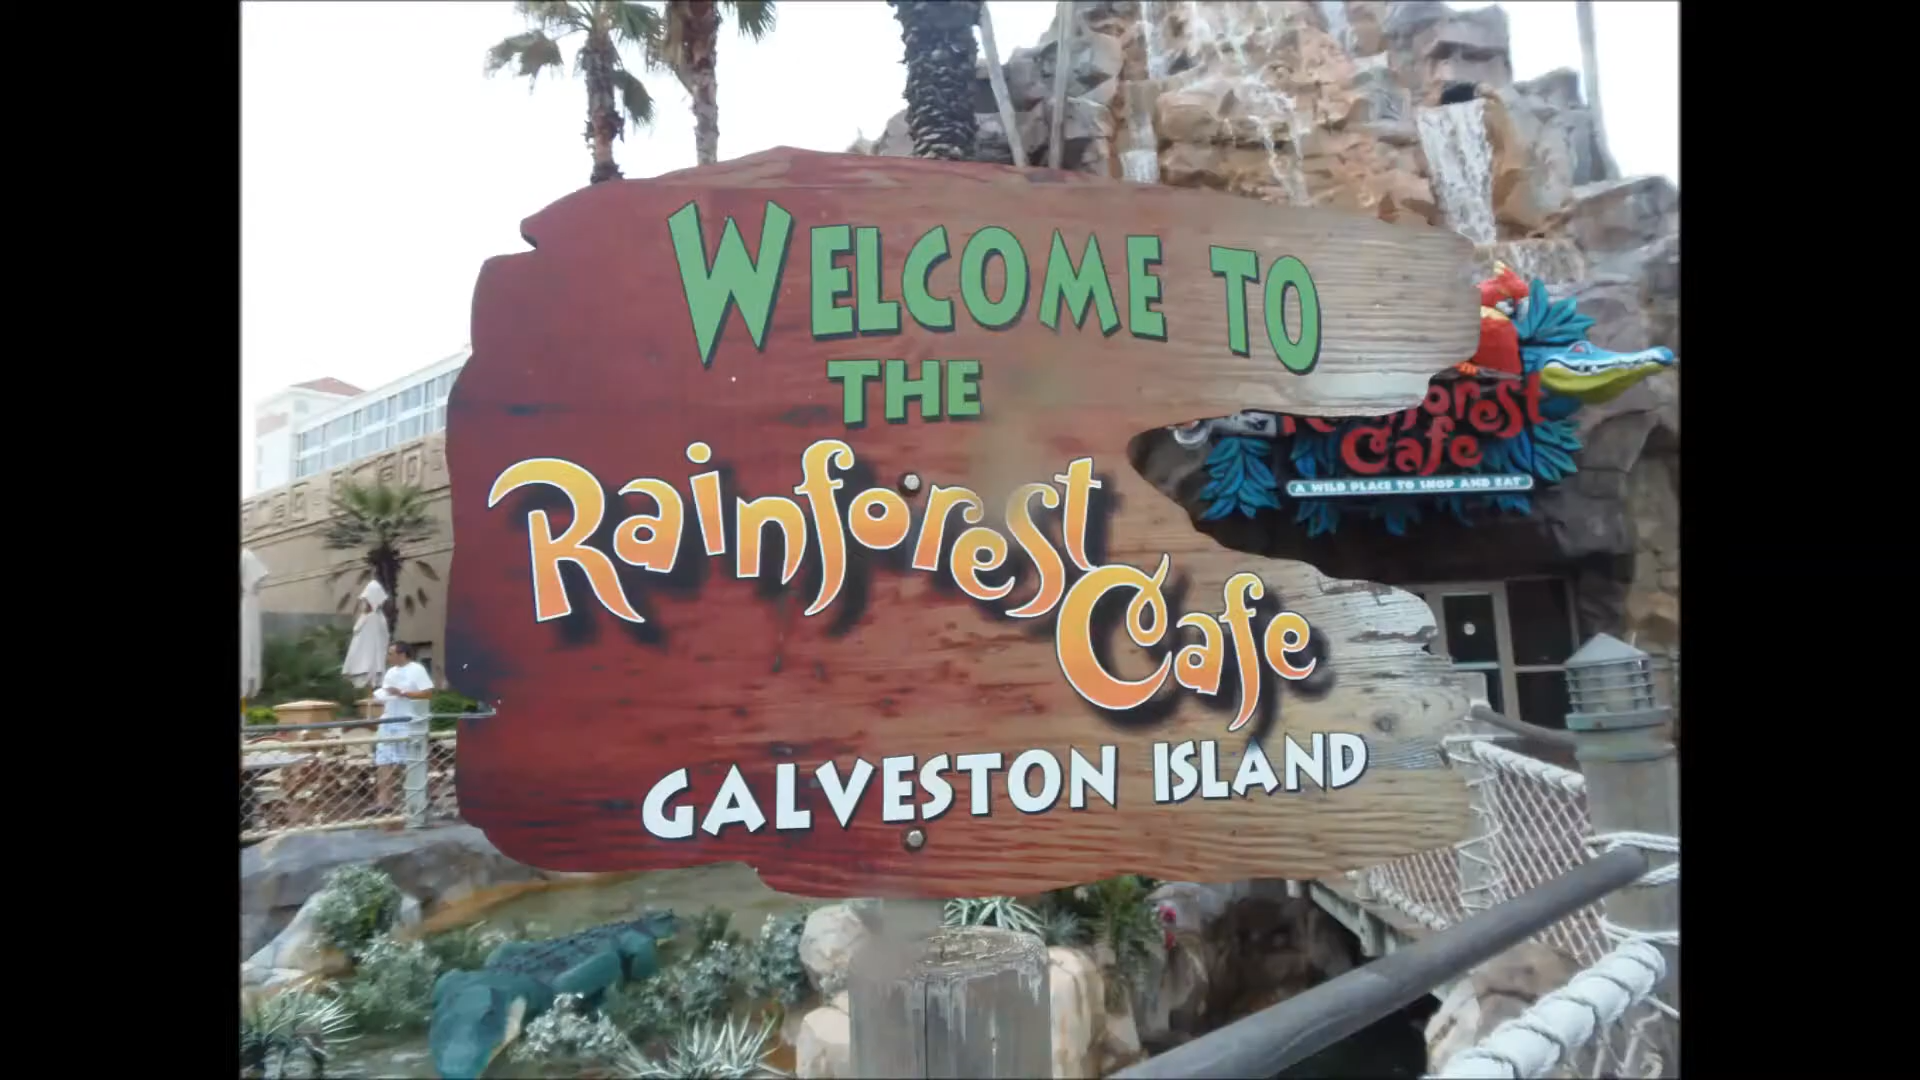 WELCOME TO
THE
Rainforest
Cafe
GALVESTON ISLAND
Rainforest
Cafe
A WILD PLACE TO SHOP AND EAT